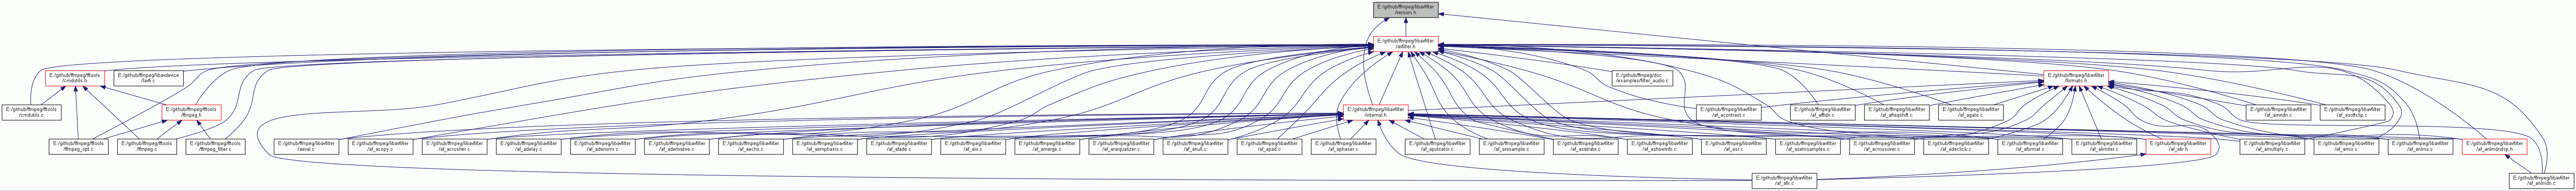 E:/github/ffmpeg/libavfilter
/version.h
E:/github/ffmpeg/libavfilter
/avfilter.h
E:/github/ffmpeg/fftools
/cmdutils.h
E:/github/ffmpeg/libavdevice
/lavfi.c
E:/github/ffmpeg/doc
/examples/filter_audio.c
E:/github/ffmpeg/libavfilter
/formats.h
E:/github/ffmpeg/fftools
/cmdutils.c
E:/github/ffmpeg/fftools
/ffmpeg.h
E:/github/ffmpeg/libavfilter
/internal.h
E:/github/ffmpeg/libavfilter
/af_acontrast.c
E:/github/ffmpeg/libavfilter
/af_afftdn.c
E:/github/ffmpeg/libavfilter
/af_afreqshift.c
E:/github/ffmpeg/libavfilter
/af_agate.c
E:/github/ffmpeg/libavfilter
/af_arnndn.c
E:/github/ffmpeg/libavfilter
/af_asoftclip.c
E:/github/ffmpeg/fftools
/ffmpeg_opt.c
E:/github/ffmpeg/fftools
/ffmpeg.c
E:/github/ffmpeg/fftools
/ffmpeg_filter.c
E:/github/ffmpeg/libavfilter
/aeval.c
E:/github/ffmpeg/libavfilter
/af_acopy.c
E:/github/ffmpeg/libavfilter
/af_acrusher.c
E:/github/ffmpeg/libavfilter
/af_adelay.c
E:/github/ffmpeg/libavfilter
/af_adenorm.c
E:/github/ffmpeg/libavfilter
/af_aderivative.c
E:/github/ffmpeg/libavfilter
/af_aecho.c
E:/github/ffmpeg/libavfilter
/af_aemphasis.c
E:/github/ffmpeg/libavfilter
/af_afade.c
E:/github/ffmpeg/libavfilter
/af_aiir.c
E:/github/ffmpeg/libavfilter
/af_amerge.c
E:/github/ffmpeg/libavfilter
/af_anequalizer.c
E:/github/ffmpeg/libavfilter
/af_anull.c
E:/github/ffmpeg/libavfilter
/af_apad.c
E:/github/ffmpeg/libavfilter
/af_aphaser.c
E:/github/ffmpeg/libavfilter
/af_apulsator.c
E:/github/ffmpeg/libavfilter
/af_aresample.c
E:/github/ffmpeg/libavfilter
/af_asetrate.c
E:/github/ffmpeg/libavfilter
/af_ashowinfo.c
E:/github/ffmpeg/libavfilter
/af_asr.c
E:/github/ffmpeg/libavfilter
/af_asetnsamples.c
E:/github/ffmpeg/libavfilter
/af_acrossover.c
E:/github/ffmpeg/libavfilter
/af_adeclick.c
E:/github/ffmpeg/libavfilter
/af_aformat.c
E:/github/ffmpeg/libavfilter
/af_alimiter.c
E:/github/ffmpeg/libavfilter
/af_afir.h
E:/github/ffmpeg/libavfilter
/af_amultiply.c
E:/github/ffmpeg/libavfilter
/af_amix.c
E:/github/ffmpeg/libavfilter
/af_anlms.c
E:/github/ffmpeg/libavfilter
/af_anlmdndsp.h
E:/github/ffmpeg/libavfilter
/af_afir.c
E:/github/ffmpeg/libavfilter
/af_anlmdn.c